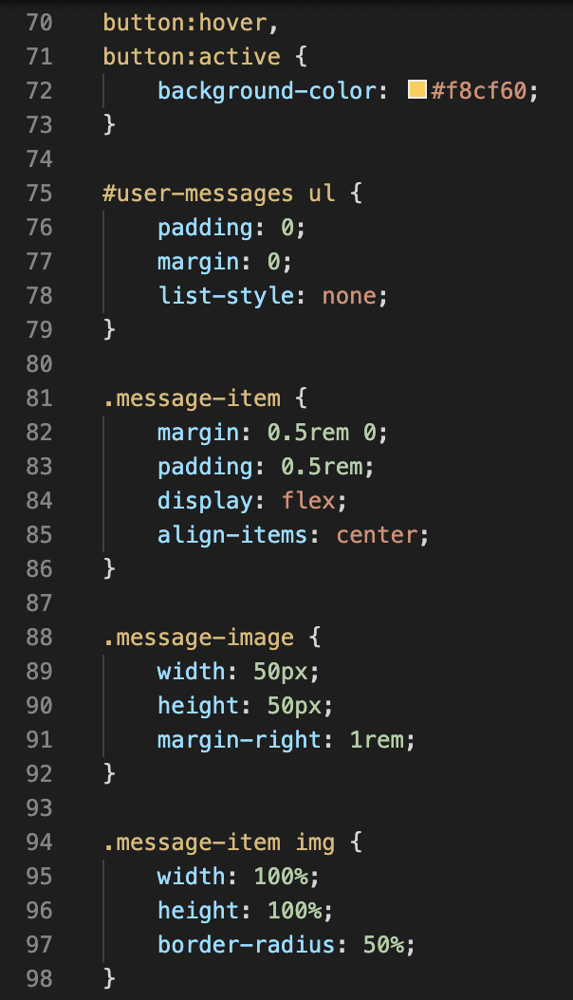 70 button:hover,
71 button:active {
72     background-color: #f8cf60;
73 }
74
75 #user-messages ul {
76     padding: 0;
77     margin: 0;
78     list-style: none;
79 }
80
81 .message-item {
82     margin: 0.5rem 0;
83     padding: 0.5rem;
84     display: flex;
85     align-items: center;
86 }
87
88 .message-image {
89     width: 50px;
90     height: 50px;
91     margin-right: 1rem;
92 }
93
94 .message-item img {
95     width: 100%;
96     height: 100%;
97     border-radius: 50%;
98 }